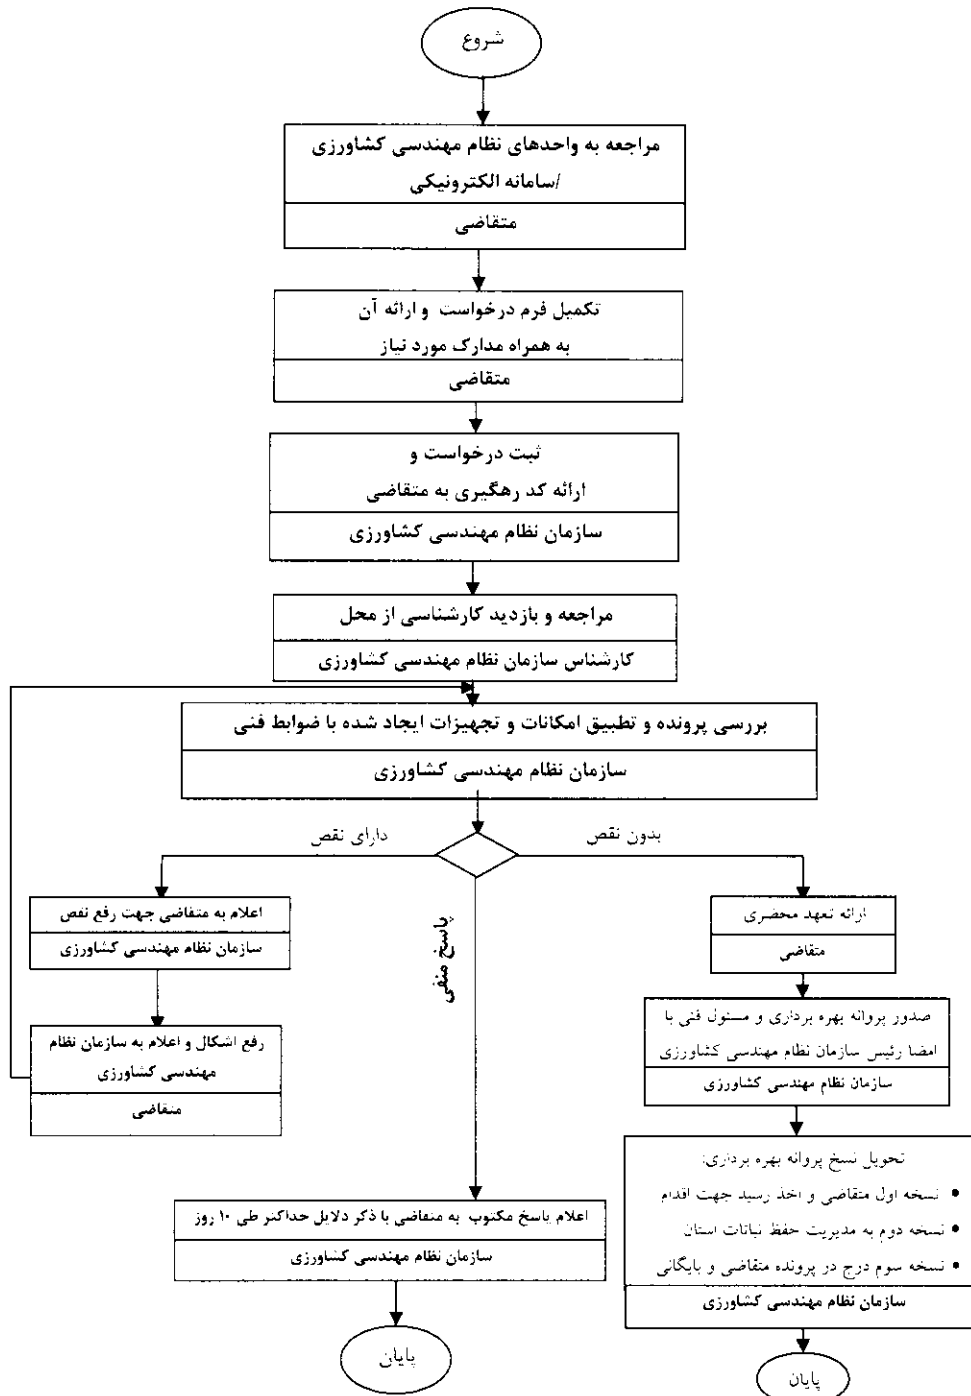 شروع
مراجعه به واحدهای نظام مهندسی کشاورزی
/سامانه الکترونیکی
متقاضی
تکمیل فرم درخواست و ارائه آن
به همراه مدارک مورد نیاز
متقاضی
ثبت درخواست و
ارائه کد رهگیری به متقاضی
سازمان نظام مهندسی کشاورزی
مراجعه و بازدید کارشناسی از محل
کارشناس سازمان نظام مهندسی کشاورزی
بررسی پرونده و تطبیق امکانات و تجهیزات ایجاد شده با ضوابط فنی
سازمان نظام مهندسی کشاورزی
بدون نقص
دارای نقص
پاسخ منفی
ارائه تعهد محضری
متقاضی
صدور پروانه بهره برداری و مسئول فنی با
امضا رئیس سازمان نظام مهندسی کشاورزی
سازمان نظام مهندسی کشاورزی
تحویل نسخ پروانه بهره برداری:
• نسخه اول متقاضی و اخذ رسید جهت اقدام
• نسخه دوم به مدیریت حفظ نباتات استان
• نسخه سوم درج در پرونده متقاضی و بایگانی
سازمان نظام مهندسی کشاورزی
پایان
اعلام به متقاضی جهت رفع نقص
سازمان نظام مهندسی کشاورزی
رفع اشکال و اعلام به سازمان نظام
مهندسی کشاورزی
متقاضی
اعلام پاسخ مکتوب به متقاضی با ذکر دلایل حداکثر طی ۱۰ روز
سازمان نظام مهندسی کشاورزی
پایان